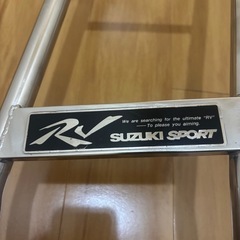 RV
We are searching for the ultimate "RV"
To please you aiming.
SUZUKI SPORT